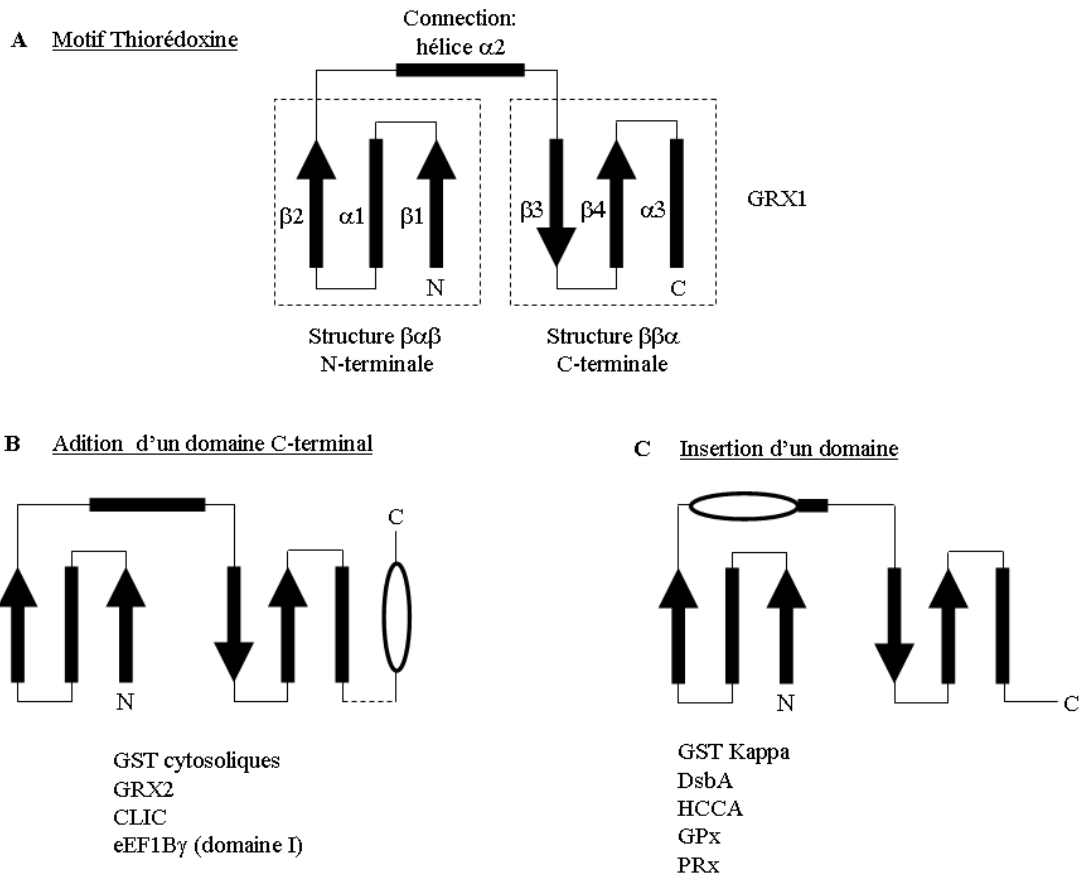 A Motif Thiorédoxine
Connection:
hélice α2
β2
α1
β1
N
β3
β4
α3
C
GRX1
Structure βαβ
N-terminale
Structure ββα
C-terminale
B Adition d’un domaine C-terminal
C
N
GST cytosoliques
GRX2
CLIC
eEF1Bγ (domaine I)
C Insertion d’un domaine
N
C
GST Kappa
DsbA
HCCA
GPx
PRx